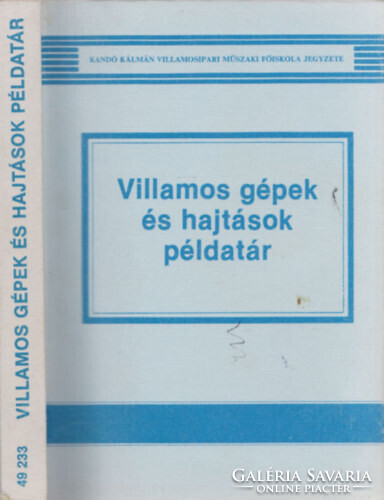 KANDÓ KÁLMÁN VILLAMOSIPARI MŰSZAKI FŐISKOLA JEGYZETE
Villamos gépek
és hajtások
példatár
49 233 VILLAMOS GÉPEK ÉS HAJTÁSOK PÉLDATÁR
GALÉRIA SAVARIA
ONLINE PIACTÉR